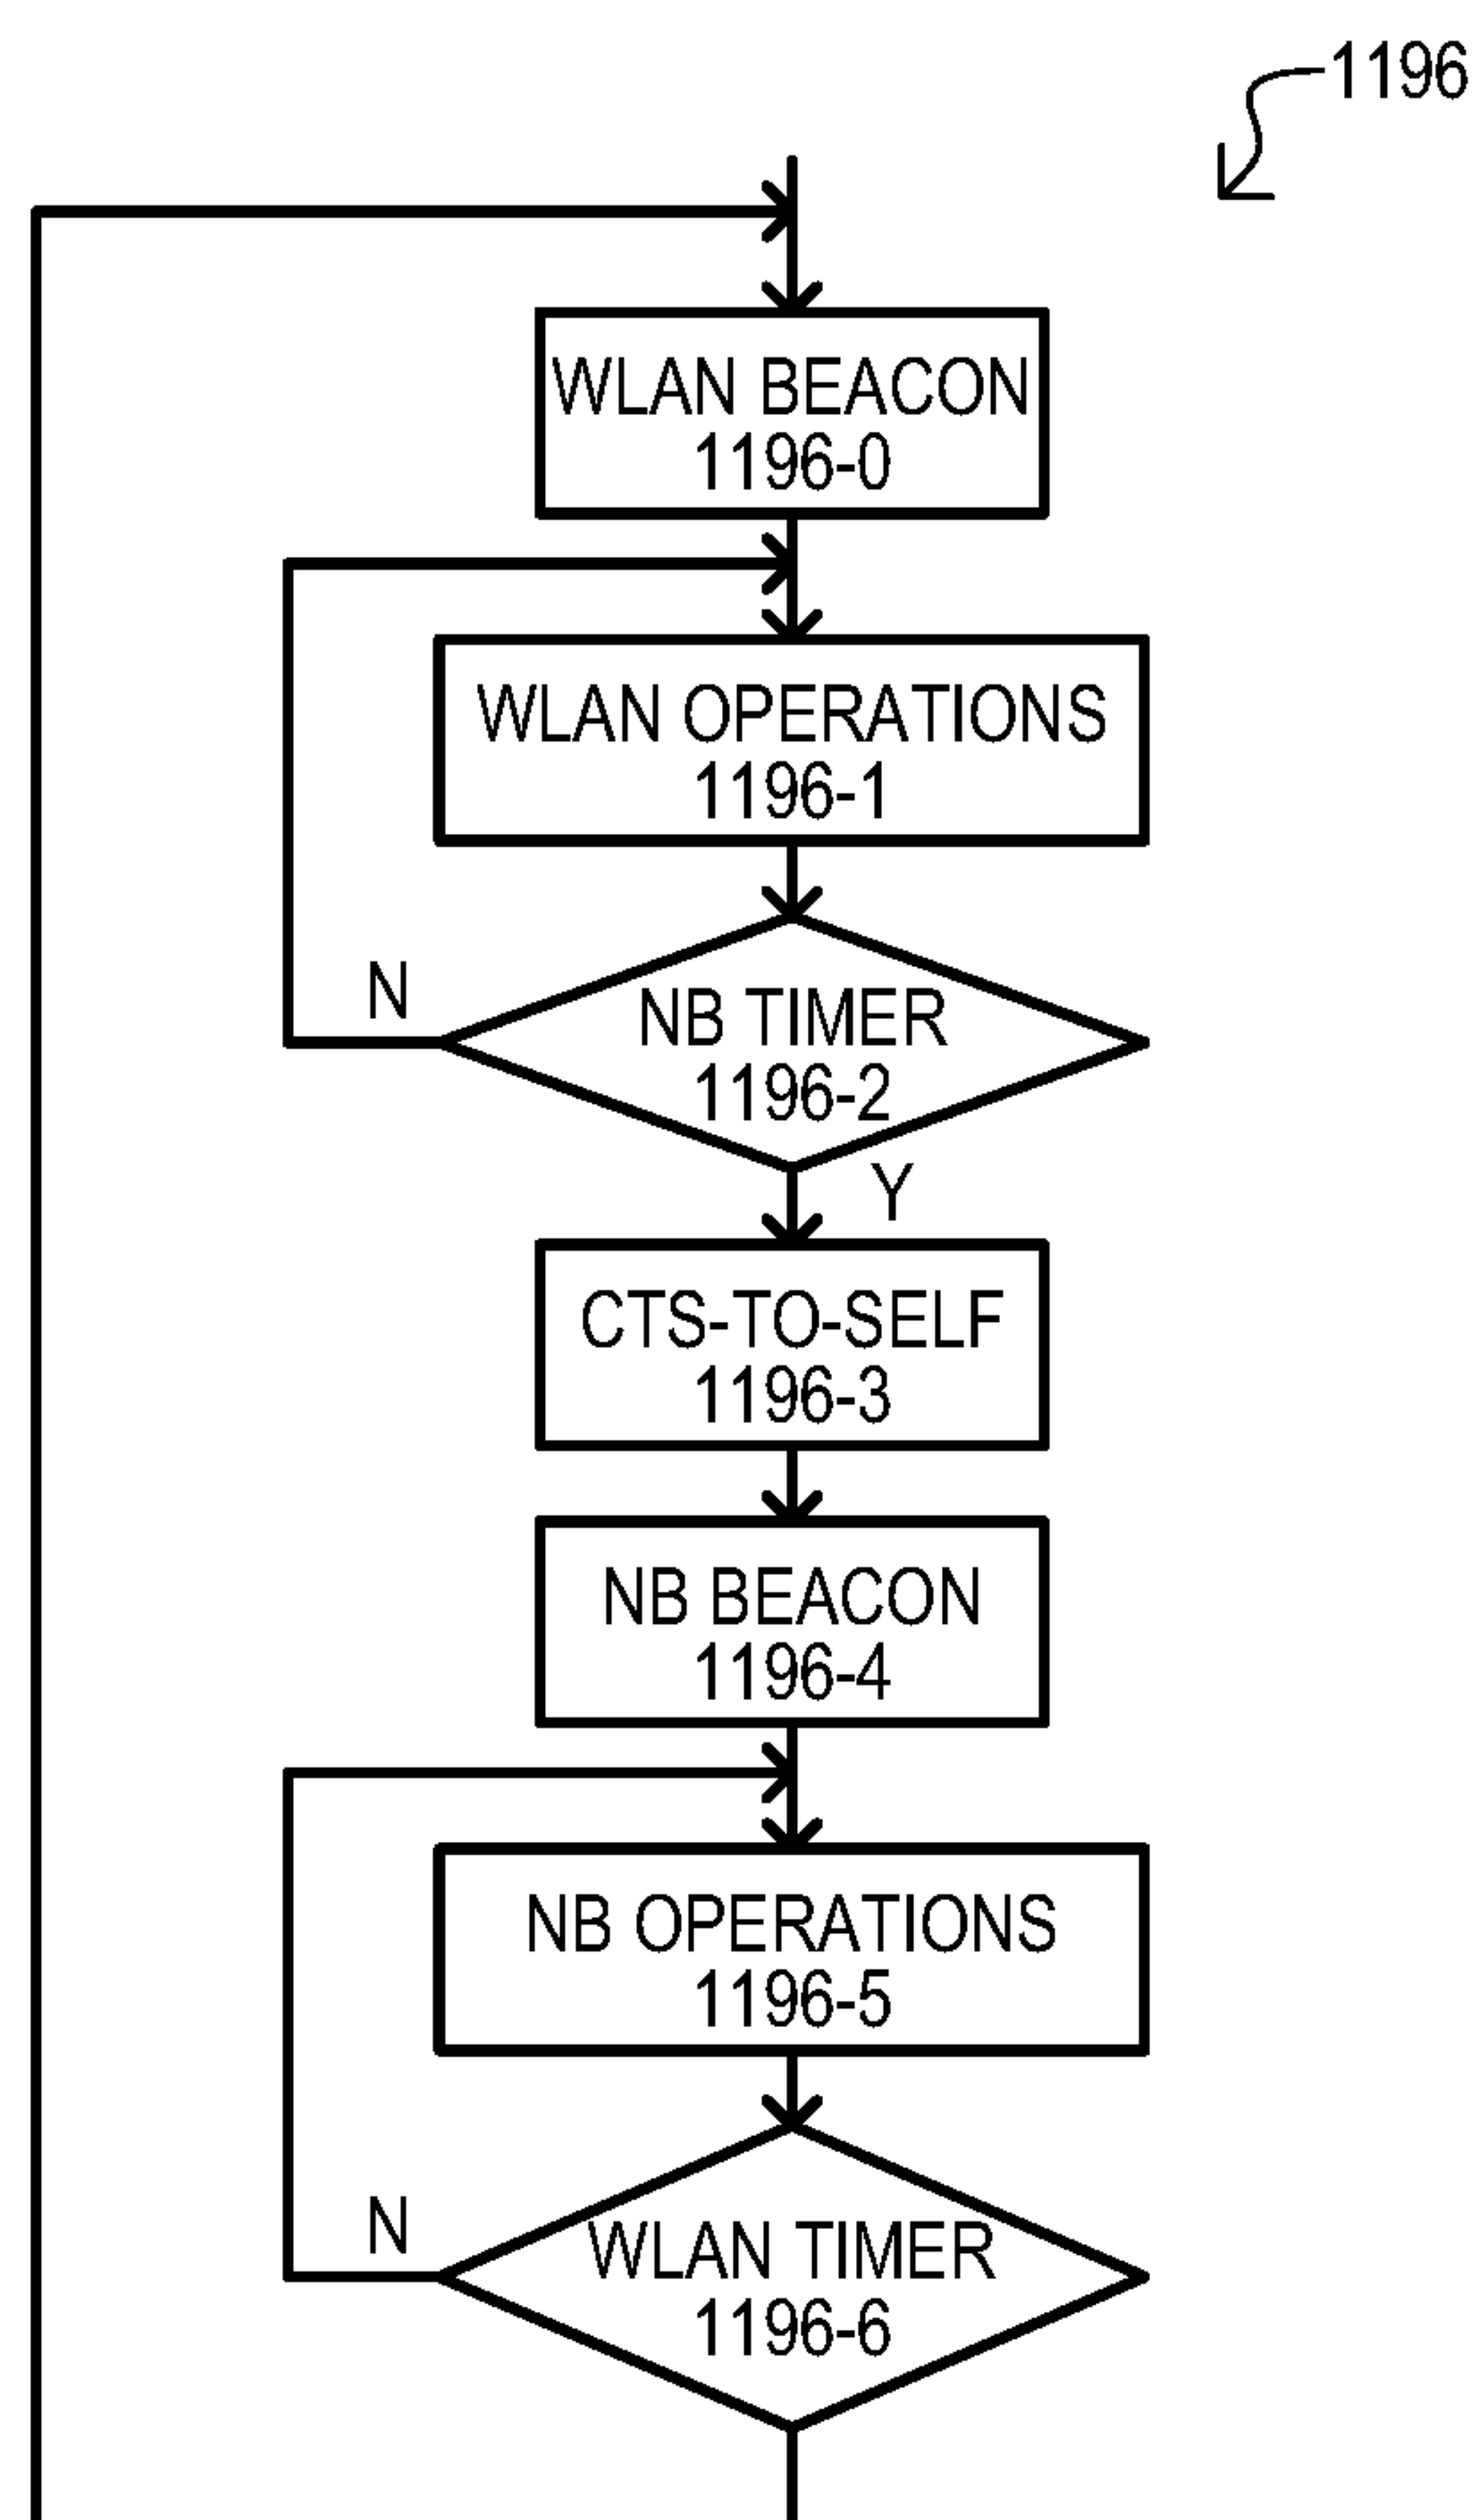 1196
WLAN BEACON
1196-0
WLAN OPERATIONS
1196-1
N
NB TIMER
1196-2
Y
CTS-TO-SELF
1196-3
NB BEACON
1196-4
NB OPERATIONS
1196-5
N
WLAN TIMER
1196-6